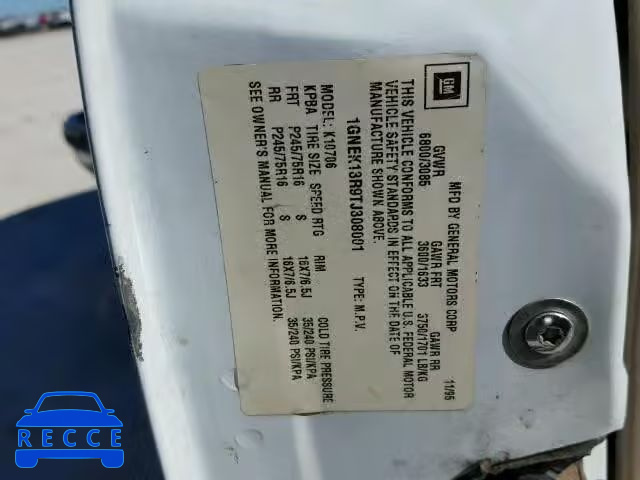 GM
MFD BY GENERAL MOTORS CORP 11/95
GVWR GAWR FRT GAWR RR
6800/3085 3600/1633 3750/1701 LB/KG
THIS VEHICLE CONFORMS TO ALL APPLICABLE U.S. FEDERAL MOTOR
VEHICLE SAFETY STANDARDS IN EFFECT ON THE DATE OF
MANUFACTURE SHOWN ABOVE.
1GNEK13R9TJ308001 TYPE: M.P.V.
MODEL: K10706
KPBA TIRE SIZE SPEED RTG RIM COLD TIRE PRESSURE
FRT P245/75R16 S 16X7/6.5J 35/240 PSI/KPA
RR P245/75R16 S 16X7/6.5J 35/240 PSI/KPA
SEE OWNER'S MANUAL FOR ADDITIONAL INFORMATION.
RECCE